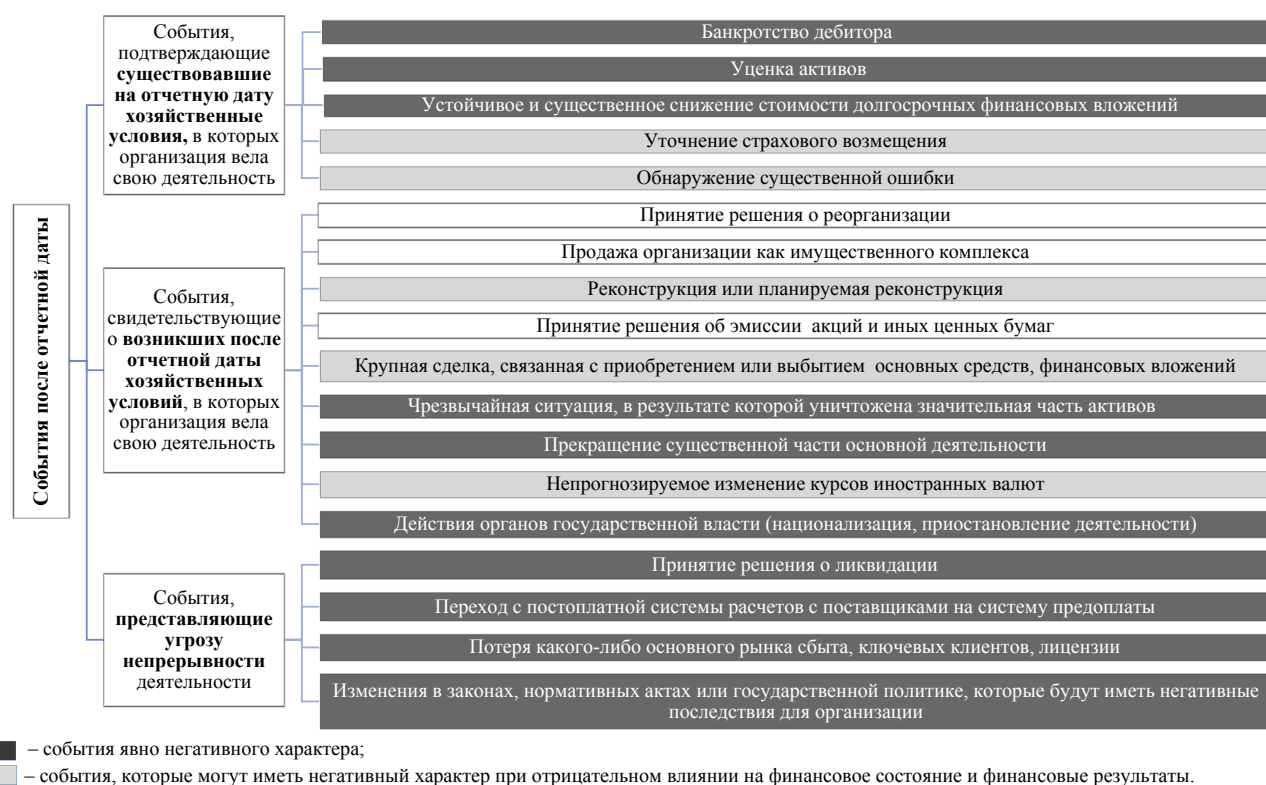 События после отчетной даты
События,
подтверждающие
существовавшие
на отчетную дату
хозяйственные
условия, в которых
организация вела
свою деятельность
Банкротство дебитора
Уценка активов
Устойчивое и существенное снижение стоимости долгосрочных финансовых вложений
Уточнение страхового возмещения
Обнаружение существенной ошибки
События,
свидетельствующие
о возникших после
отчетной даты
хозяйственных
условий, в которых
организация вела
свою деятельность
Принятие решения о реорганизации
Продажа организации как имущественного комплекса
Реконструкция или планируемая реконструкция
Принятие решения об эмиссии акций и иных ценных бумаг
Крупная сделка, связанная с приобретением или выбытием основных средств, финансовых вложений
Чрезвычайная ситуация, в результате которой уничтожена значительная часть активов
Прекращение существенной части основной деятельности
Непрогнозируемое изменение курсов иностранных валют
Действия органов государственной власти (национализация, приостановление деятельности)
События,
представляющие
угрозу
непрерывности
деятельности
Принятие решения о ликвидации
Переход с постоплатной системы расчетов с поставщиками на систему предоплаты
Потеря какого-либо основного рынка сбыта, ключевых клиентов, лицензии
Изменения в законах, нормативных актах или государственной политике, которые будут иметь негативные
последствия для организации
– события явно негативного характера;
– события, которые могут иметь негативный характер при отрицательном влиянии на финансовое состояние и финансовые результаты.